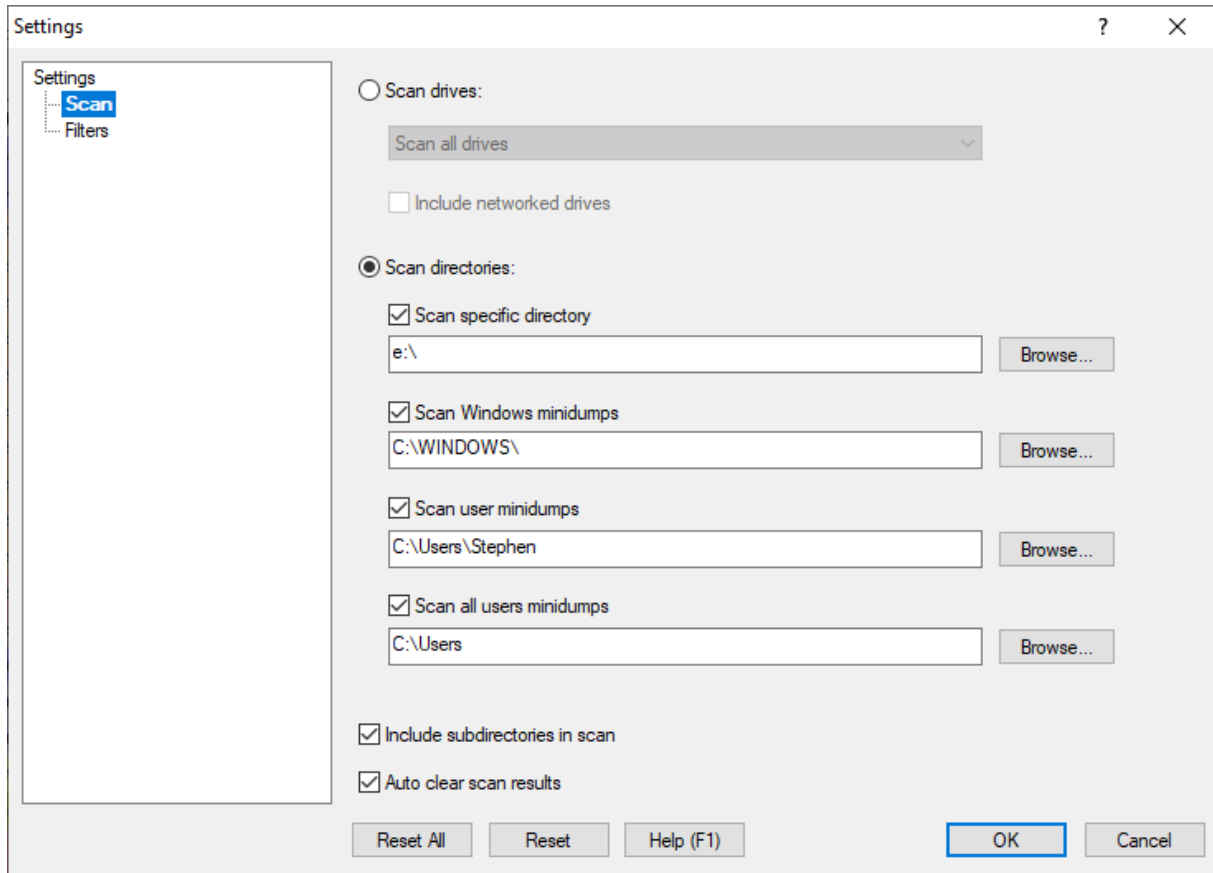 Settings
?
Settings
Scan
Filters
Scan drives:
Scan all drives
Include networked drives
Scan directories:
Scan specific directory
e:\
Browse...
Scan Windows minidumps
C:\WINDOWS\
Browse...
Scan user minidumps
C:\Users\Stephen
Browse...
Scan all users minidumps
C:\Users
Browse...
Include subdirectories in scan
Auto clear scan results
Reset All
Reset
Help (F1)
OK
Cancel